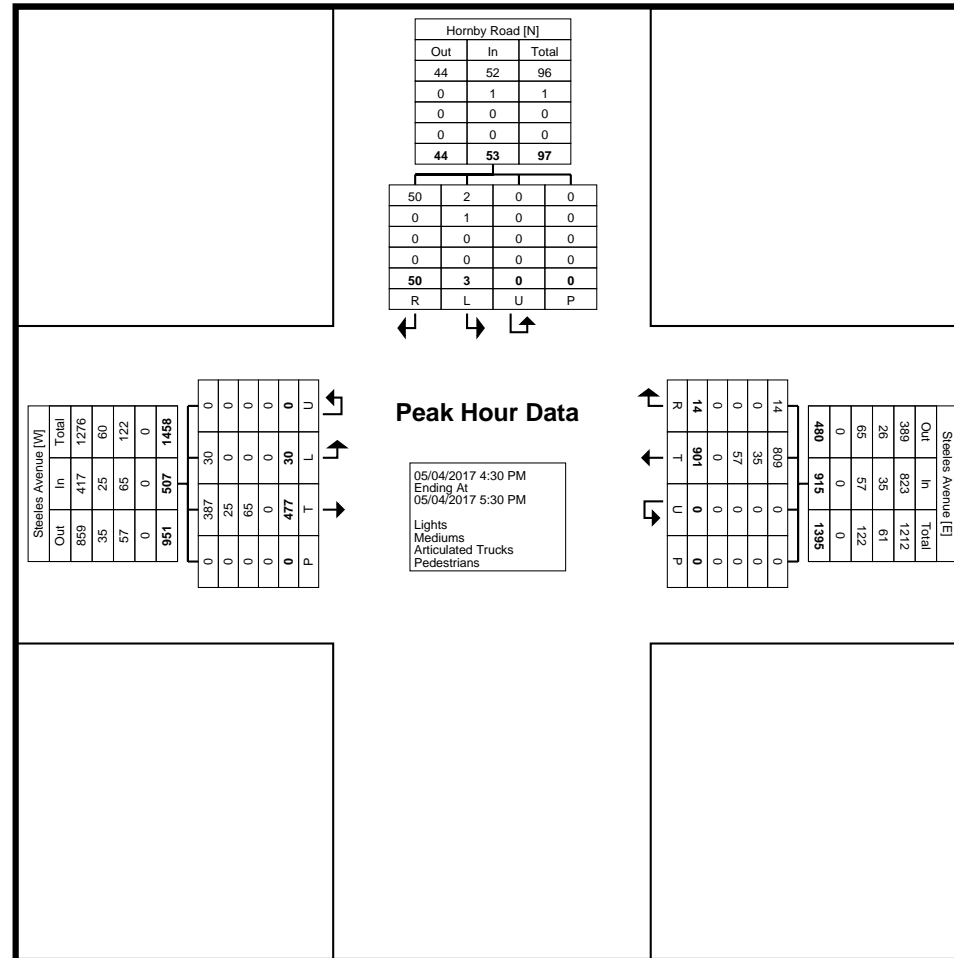 Hornby Road [N]
Out In Total
44 52 96
0 1 1
0 0 0
0 0 0
44 53 97
50 2 0 0
0 1 0 0
0 0 0 0
0 0 0 0
50 3 0 0
R L U P
Steeles Avenue [W]
Total In Out
1276 417 859
60 25 35
122 65 57
0 0 0
1458 507 951
0 30 387 0
0 0 25 0
0 0 65 0
0 0 0 0
0 30 477 0
U L T P
Peak Hour Data
05/04/2017 4:30 PM
Ending At
05/04/2017 5:30 PM
Lights
Mediums
Articulated Trucks
Pedestrians
R T U P
14 901 0 0
0 0 0 0
0 57 0 0
0 35 0 0
14 809 0 0
Steeles Avenue [E]
Out In Total
389 823 1212
26 35 61
65 57 122
0 0 0
480 915 1395